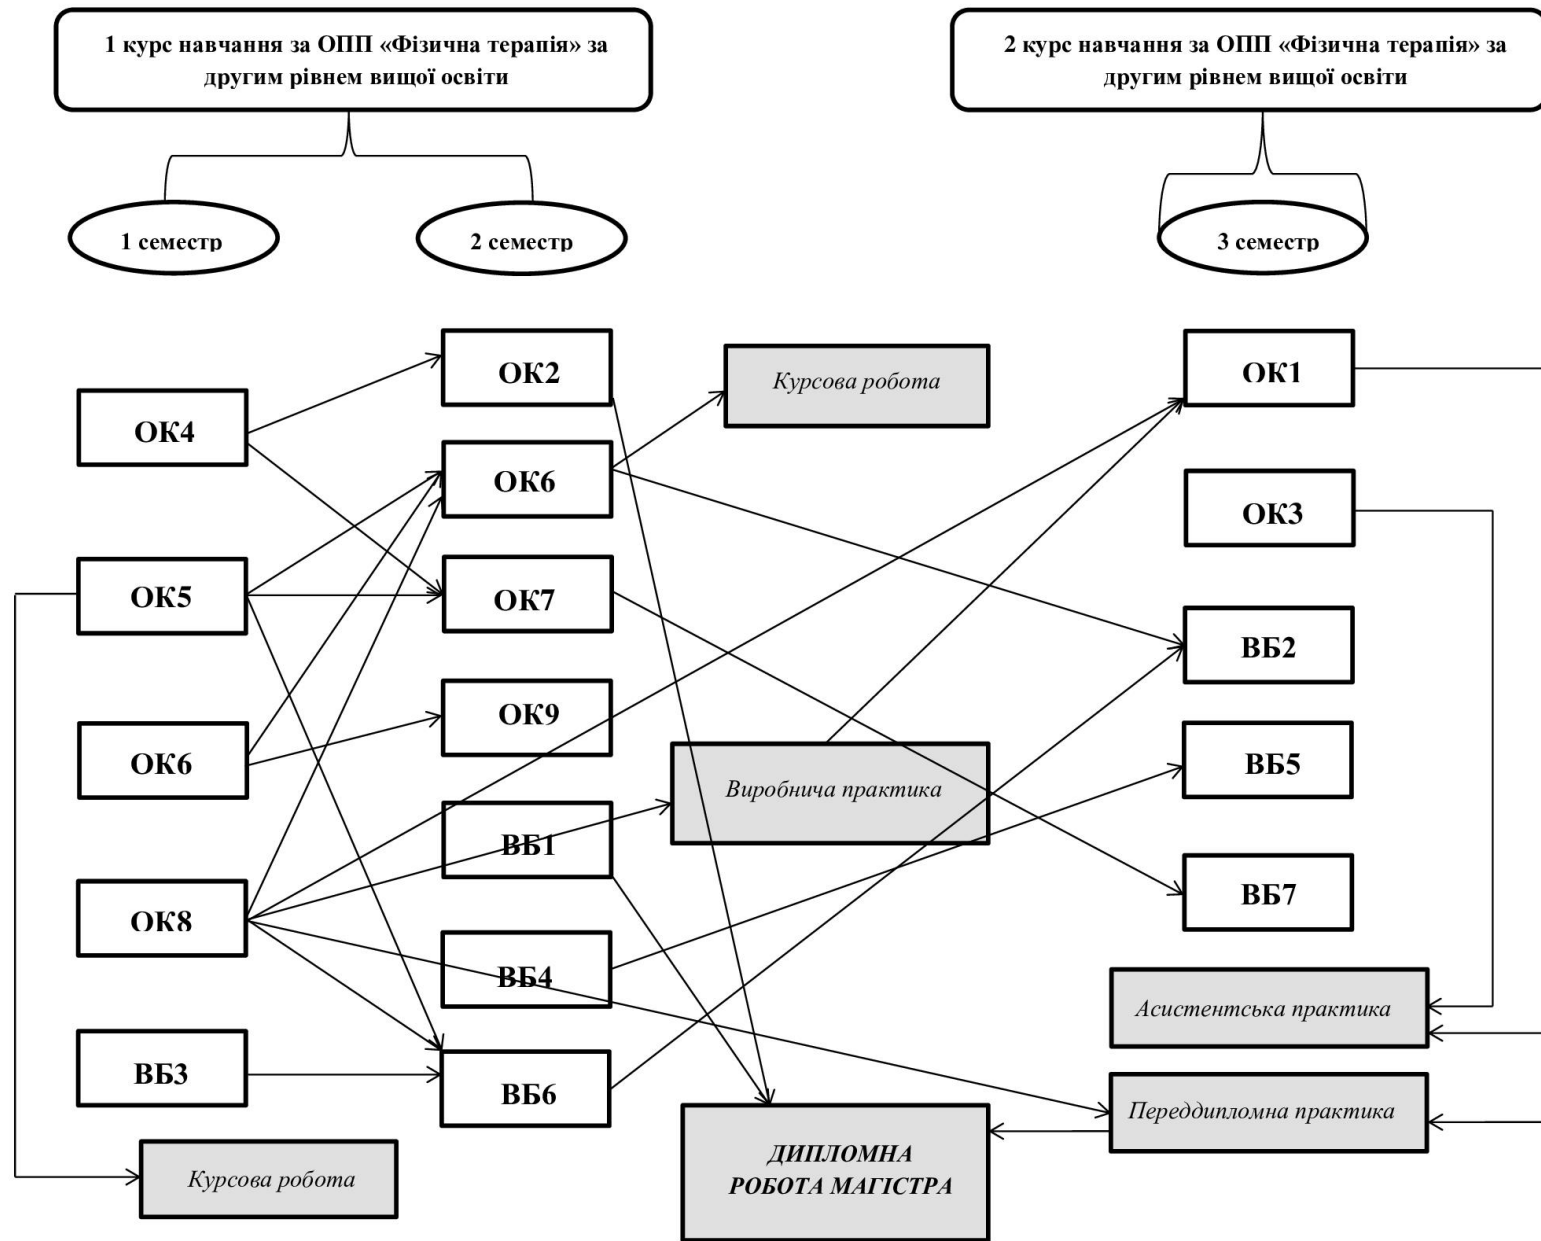 1 курс навчання за ОПП «Фізична терапія» за
другим рівнем вищої освіти
2 курс навчання за ОПП «Фізична терапія» за
другим рівнем вищої освіти
1 семестр
2 семестр
3 семестр
ОК4
ОК5
ОК6
ОК8
ВБ3
Курсова робота
ОК2
ОК6
ОК7
ОК9
ВБ1
ВБ4
ВБ6
Курсова робота
Виробнича практика
ДИПЛОМНА
РОБОТА МАГІСТРА
ОК1
ОК3
ВБ2
ВБ5
ВБ7
Асистентська практика
Переддипломна практика